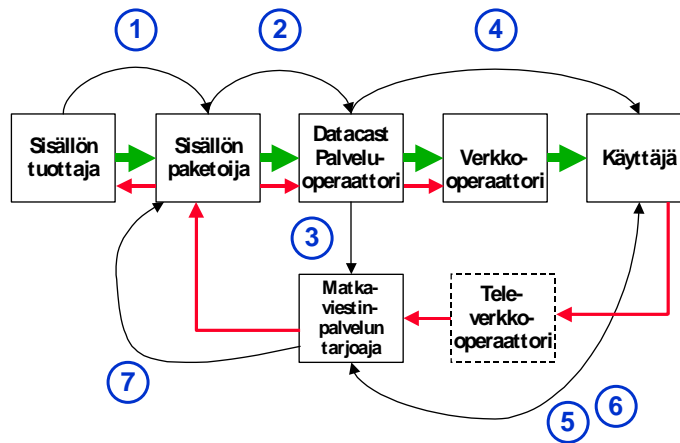 1
2
4
Sisällön
tuottaja
Sisällön
paketoija
Datacast
Palvelu-
operaattori
Verkko-
operaattori
Käyttäjä
3
Matka-
viestin-
palvelun
tarjoaja
Tele-
verkko-
operaattori
7
5
6